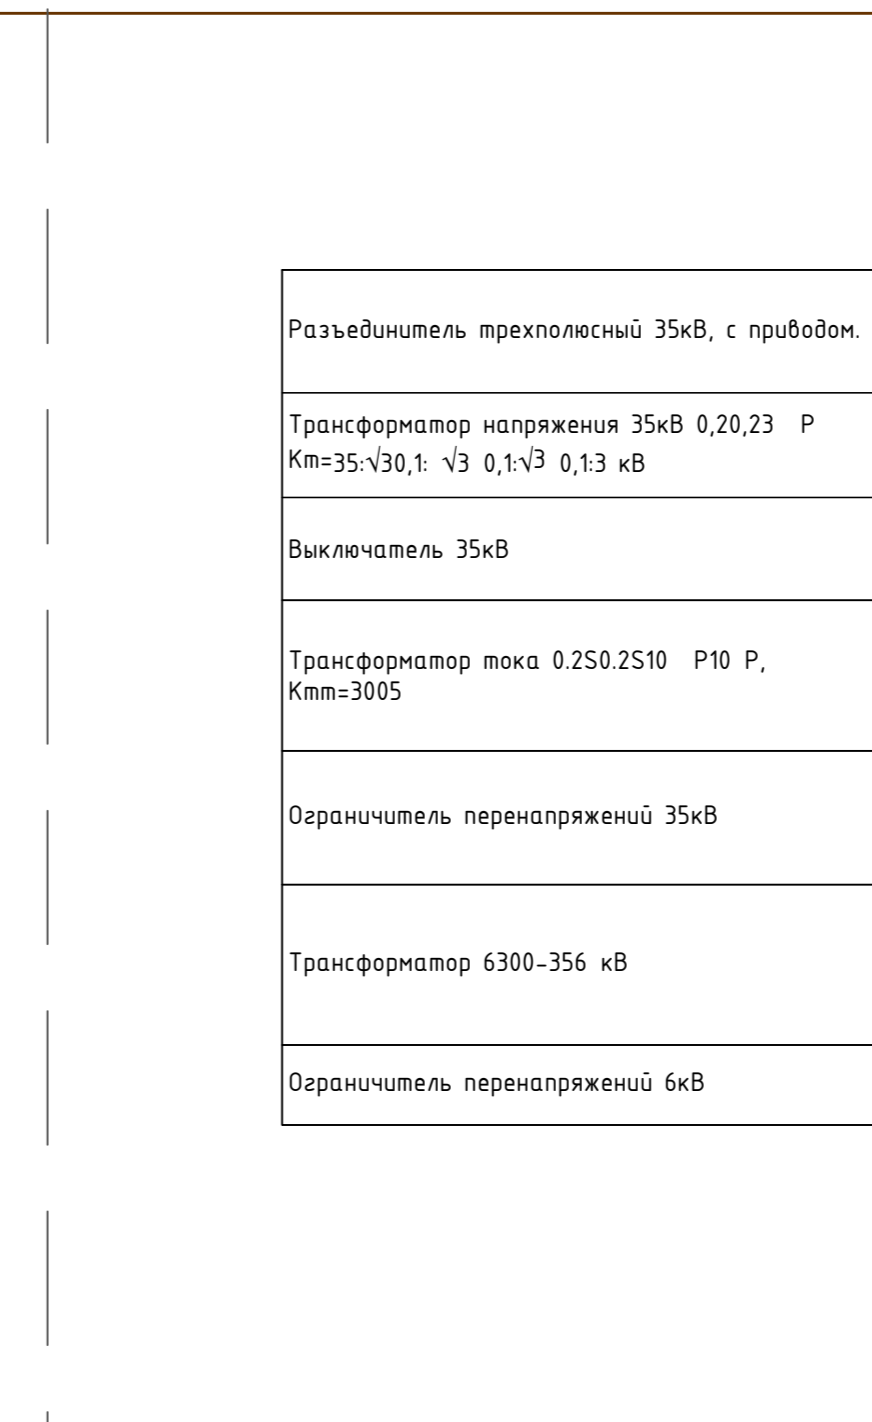 Разъединитель трехполюсный 35кВ, с приводом.
Трансформатор напряжения 35кВ 0,20,23 Р
Кт=35:√30,1: √3 0,1:√3 0,1:3 кВ
Выключатель 35кВ
Трансформатор тока 0.2S0.2S10 Р10 Р,
Ктт=3005
Ограничитель перенапряжений 35кВ
Трансформатор 6300-356 кВ
Ограничитель перенапряжений 6кВ